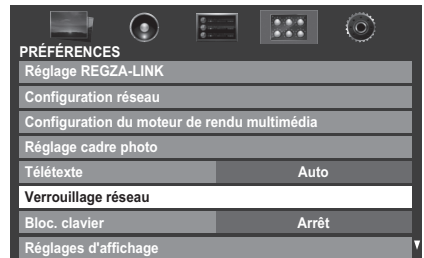 PRÉFÉRENCES
Réglage REGZA-LINK
Configuration réseau
Configuration du moteur de rendu multimédia
Réglage cadre photo
Télétexte Auto
Verrouillage réseau
Bloc. clavier Arrêt
Réglages d'affichage